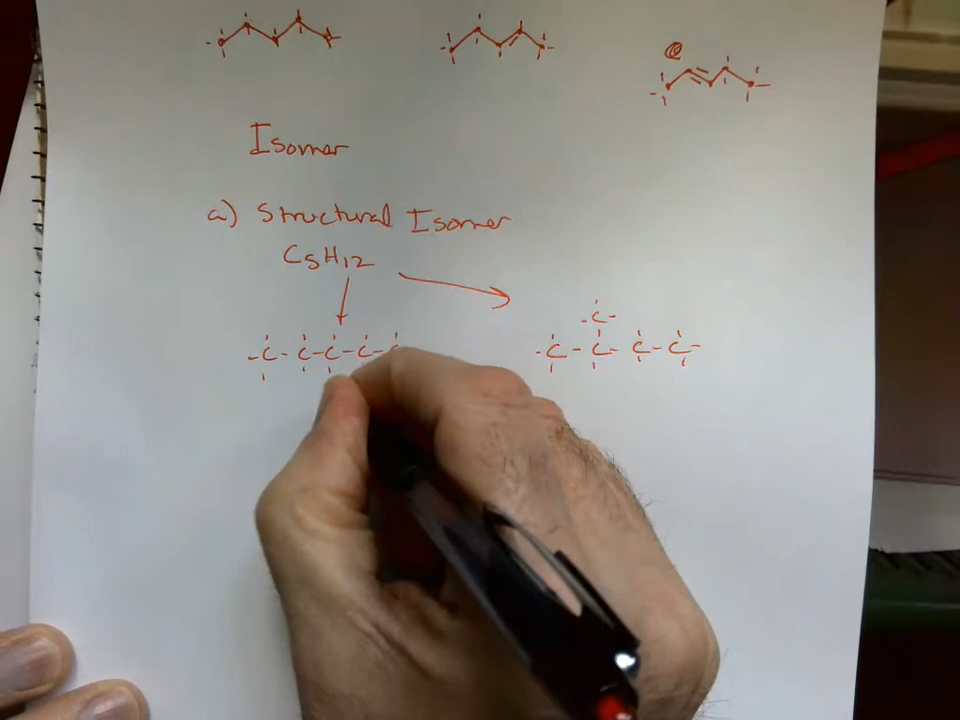 Isomer
a) Structural Isomer
C5H12
-C-C-C-C-C
-C-
-C-C-C-C-